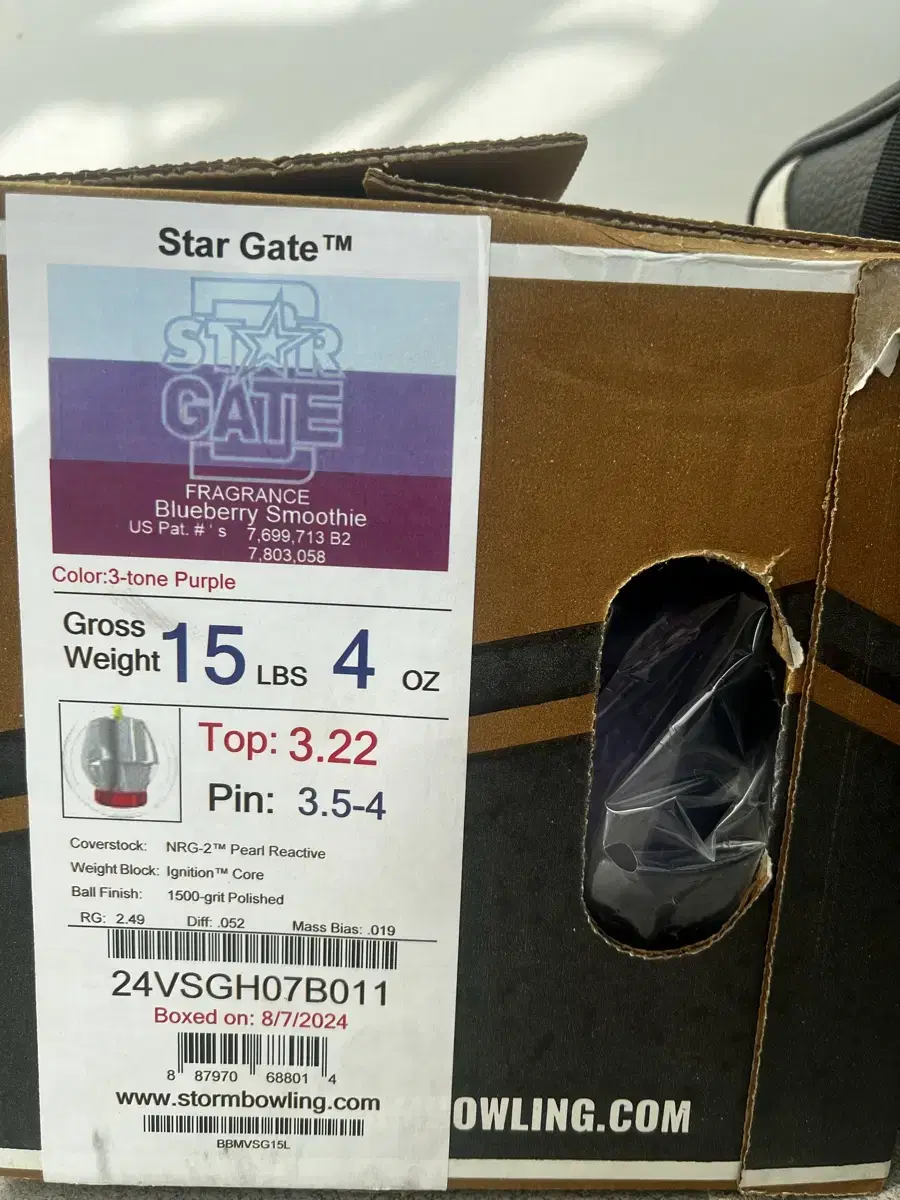 Star Gate™
STAR
GATE
FRAGRANCE
Blueberry Smoothie
US Pat. #'s 7,699,713 B2
7,803,058
Color:3-tone Purple
Gross
Weight 15 LBS 4 OZ
Top: 3.22
Pin: 3.5-4
Coverstock: NRG-2™ Pearl Reactive
Weight Block: Ignition™ Core
Ball Finish: 1500-grit Polished
RG: 2.49 Diff: .052 Mass Bias: .019
24VSGH07B011
Boxed on: 8/7/2024
8 87970 68801 4
www.stormbowling.com
BBMVSG15L
OWLING.COM